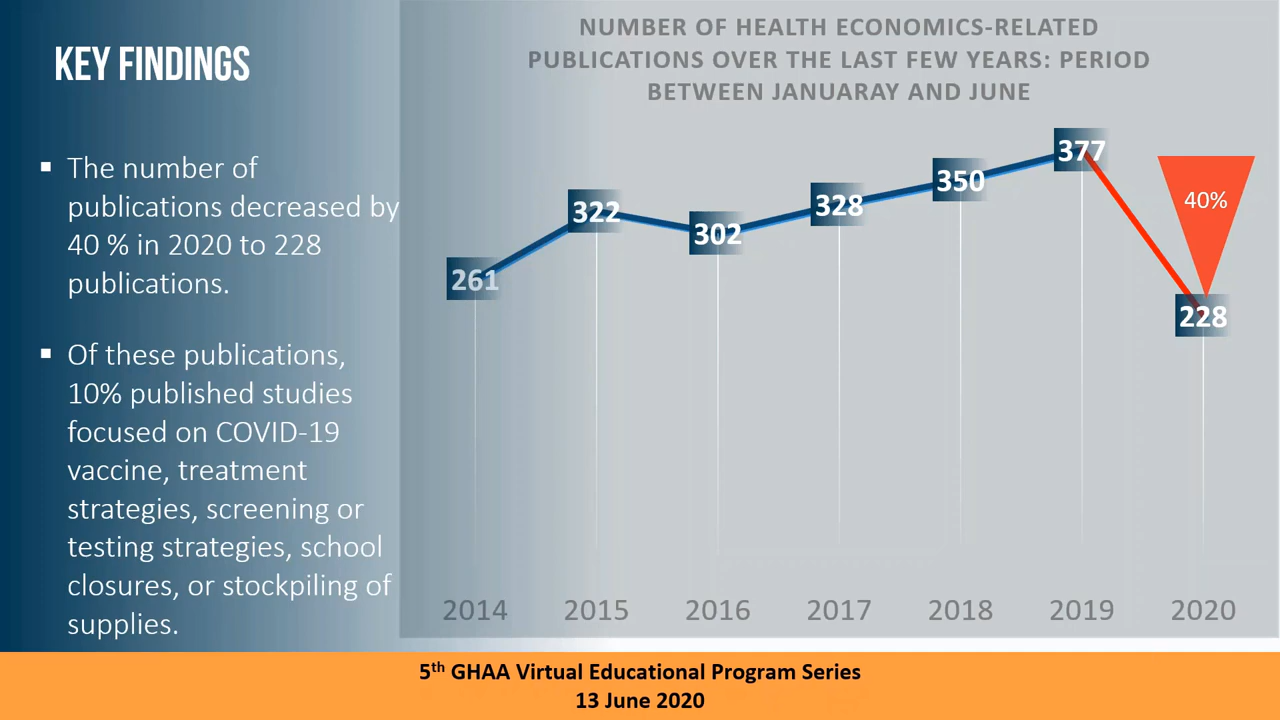 KEY FINDINGS
▪ The number of
publications decreased by
40 % in 2020 to 228
publications.
▪ Of these publications,
10% published studies
focused on COVID-19
vaccine, treatment
strategies, screening or
testing strategies, school
closures, or stockpiling of
supplies.
NUMBER OF HEALTH ECONOMICS-RELATED
PUBLICATIONS OVER THE LAST FEW YEARS: PERIOD
BETWEEN JANUARAY AND JUNE
261
322
302
328
350
377
228
40%
2014 2015 2016 2017 2018 2019 2020
5th GHAA Virtual Educational Program Series
13 June 2020